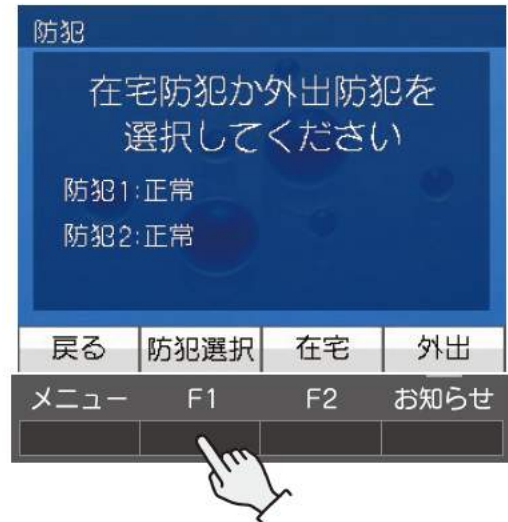 防犯
在宅防犯か外出防犯を
選択してください
防犯1:正常
防犯2:正常
戻る 防犯選択 在宅 外出
メニュー F1 F2 お知らせ